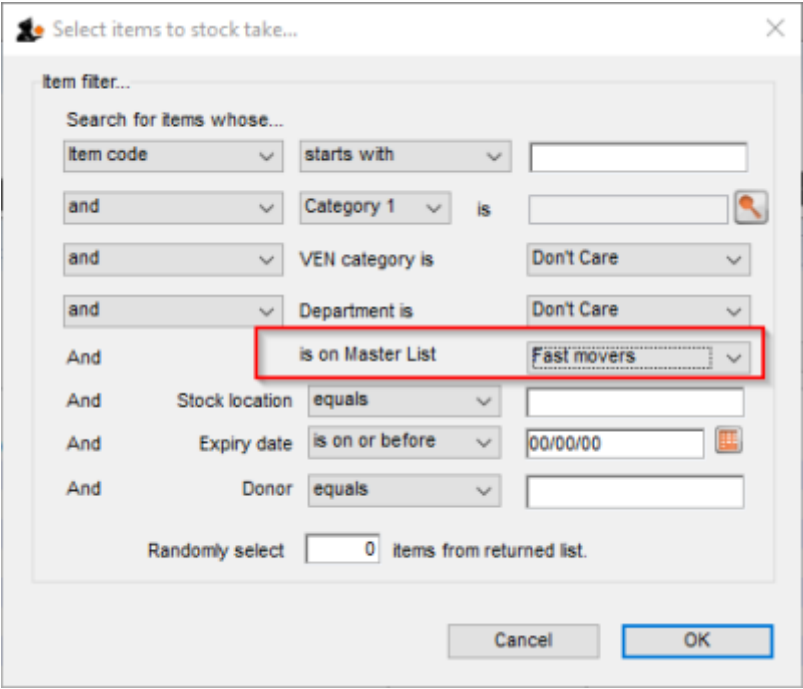 Select items to stock take...
Item filter...
Search for items whose...
Item code starts with
and Category 1 is
and VEN category is Don't Care
and Department is Don't Care
And is on Master List Fast movers
And Stock location equals
And Expiry date is on or before 00/00/00
And Donor equals
Randomly select 0 items from returned list.
Cancel OK